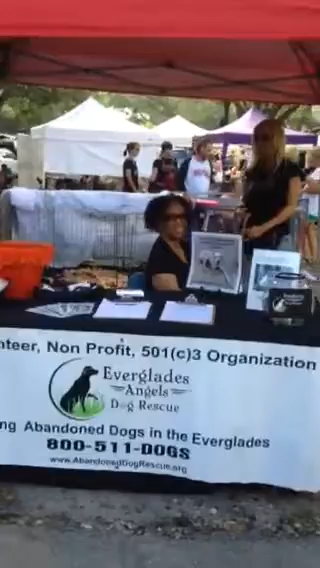 nteer, Non Profit, 501(c)3 Organization
Everglades
Angels
Dog Rescue
ng Abandoned Dogs in the Everglades
800-511-DOGS
www.AbandonedDogRescue.org